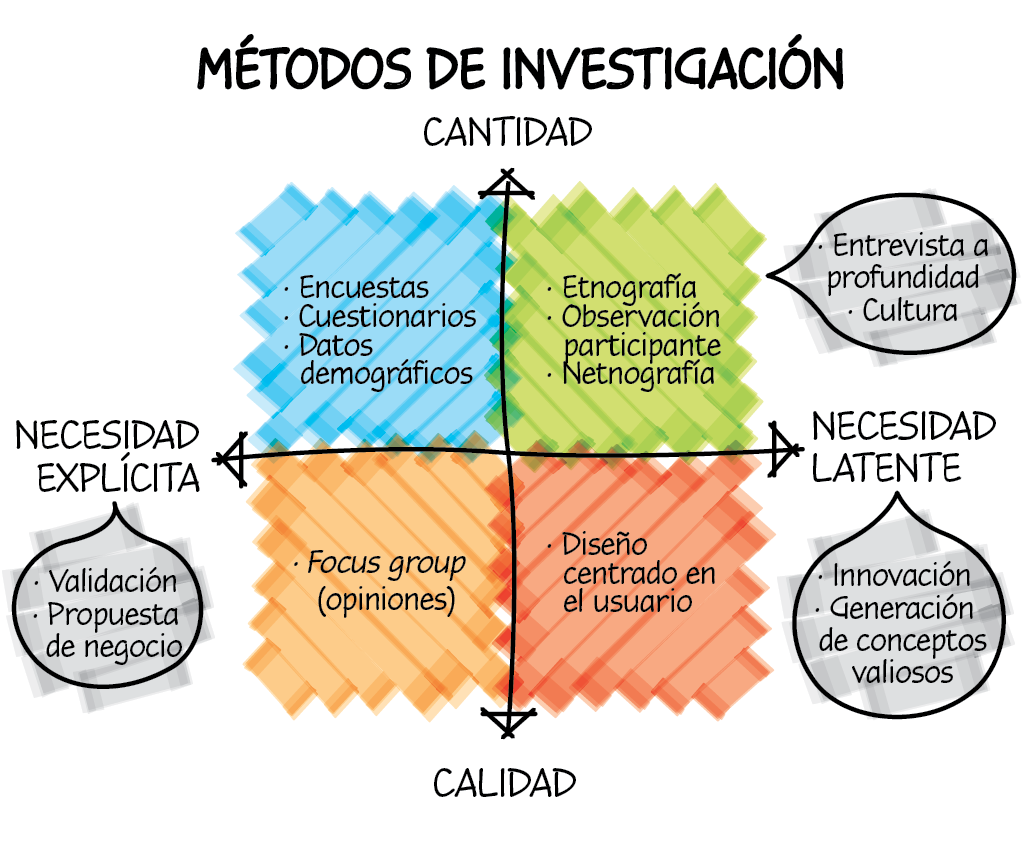 MÉTODOS DE INVESTIGACIÓN
CANTIDAD
· Encuestas
· Cuestionarios
· Datos
demográficos
· Etnografía
· Observación
participante
· Netnografía
· Entrevista a
profundidad
· Cultura
NECESIDAD
EXPLÍCITA
NECESIDAD
LATENTE
· Validación
· Propuesta
de negocio
· Focus group
(opiniones)
· Diseño
centrado en
el usuario
· Innovación
· Generación
de conceptos
valiosos
CALIDAD